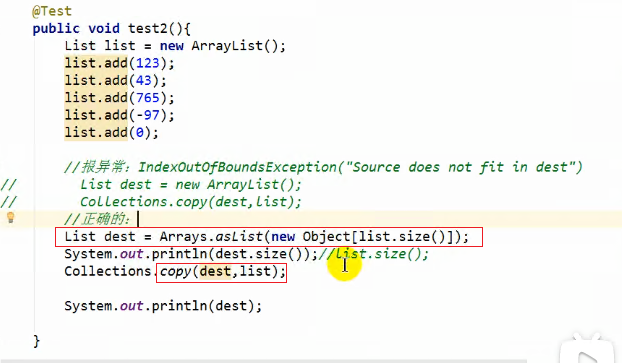 @Test
public void test2(){
List list = new ArrayList();
list.add(123);
list.add(43);
list.add(765);
list.add(-97);
list.add(0);
//报异常：IndexOutOfBoundsException("Source does not fit in dest")
// List dest = new ArrayList();
// Collections.copy(dest,list);
//正确的：
List dest = Arrays.asList(new Object[list.size()]);
System.out.println(dest.size());//list.size();
Collections.copy(dest,list);
System.out.println(dest);
}